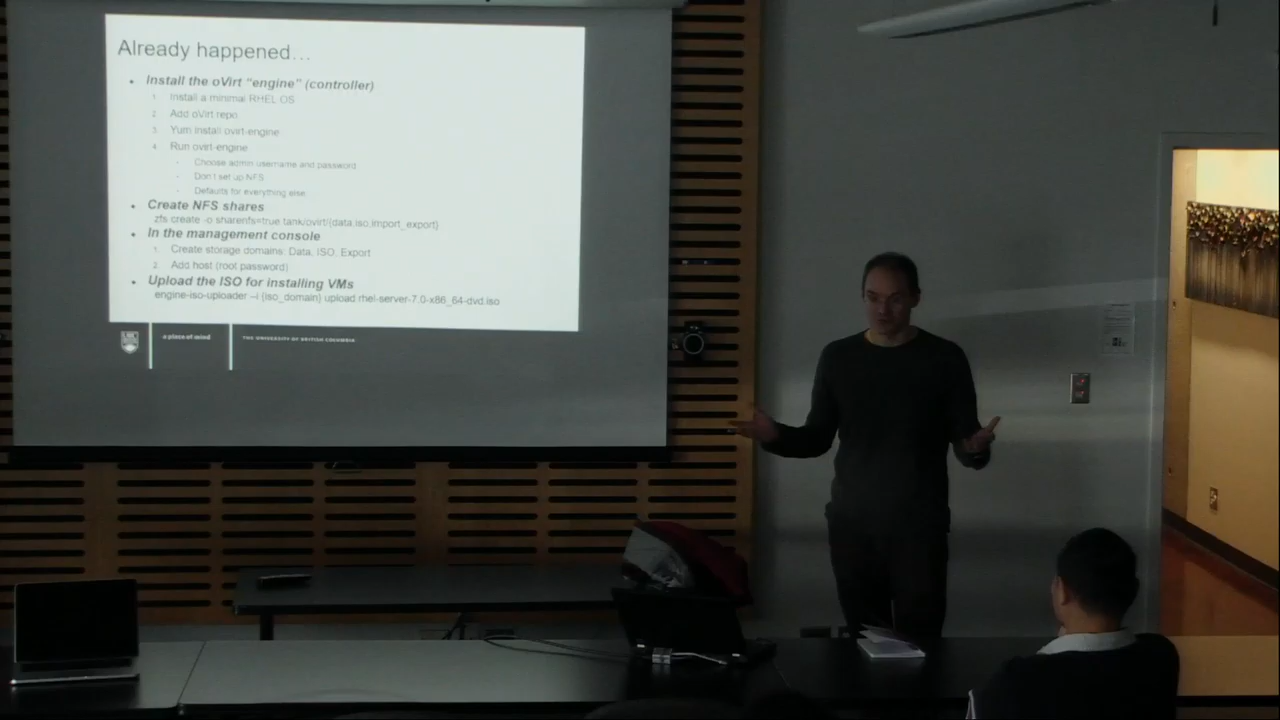 Already happened…
• Install the oVirt “engine” (controller)
1. Install a minimal RHEL OS
2. Add oVirt repo
3. Yum install ovirt-engine
4. Run ovirt-engine
- Choose admin username and password
- Don't set up NFS
- Defaults for everything else
• Create NFS shares
zfs create -o sharenfs=true tank/ovirt/{data,iso,import_export}
• In the management console
1. Create storage domains: Data, ISO, Export
2. Add host (root password)
• Upload the ISO for installing VMs
engine-iso-uploader –i {iso_domain} upload rhel-server-7.0-x86_64-dvd.iso
UBC
a place of mind
THE UNIVERSITY OF BRITISH COLUMBIA